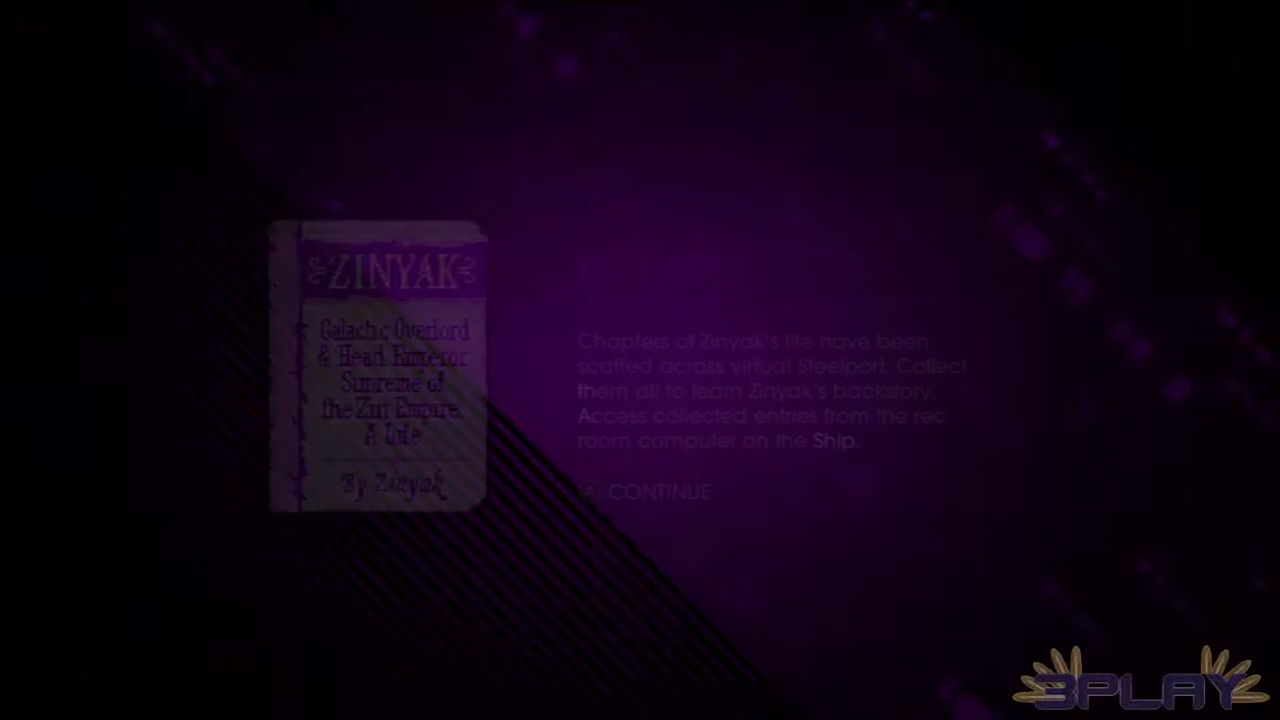 ZINYAK
Galactic Overlord
& Head Emperor
Supreme of
the Zin Empire,
A Life
By Zinyak
Chapters of Zinyak's life have been
scatted across virtual Steelport. Collect
them all to learn Zinyak's backstory.
Access collected entries from the rec
room computer on the Ship.
A CONTINUE
3PLAY